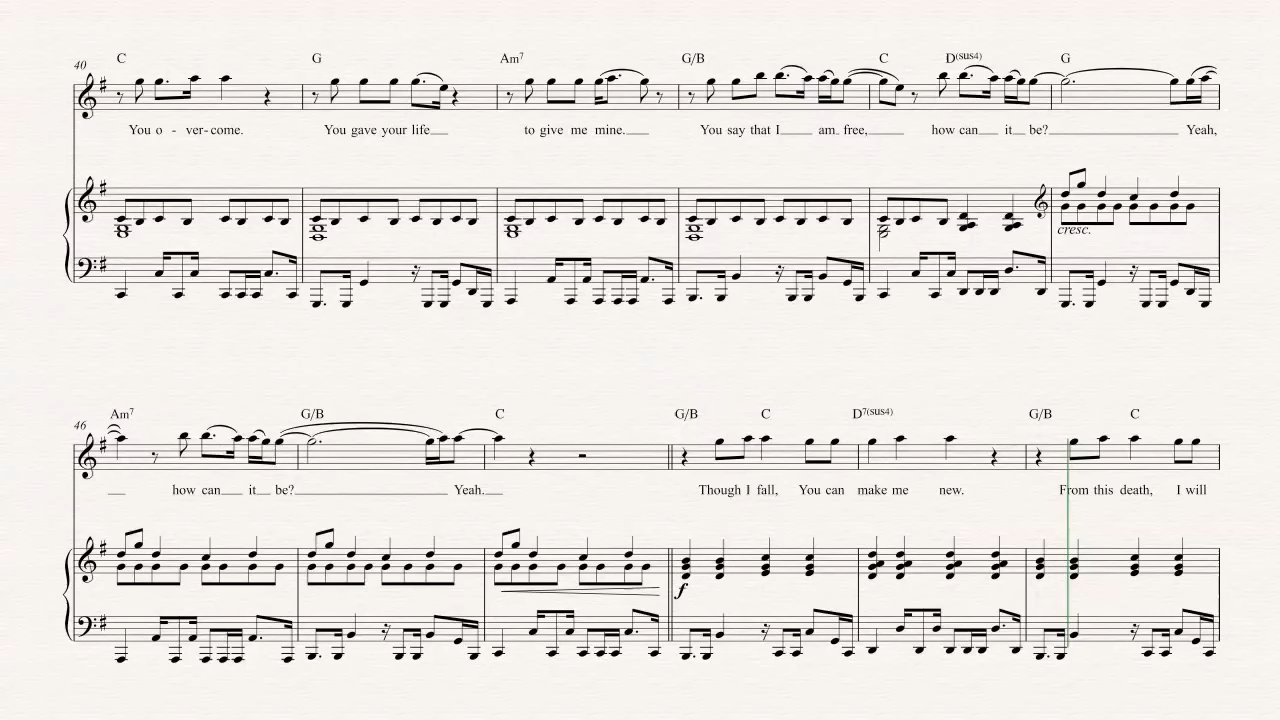 40
C G Am7 G/B C D(sus4) G
You o - ver - come. You gave your life to give me mine. You say that I am free, how can it be? Yeah,
cresc.
46
Am7 G/B C G/B C D7(sus4) G/B C
how can it be? Yeah. Though I fall, You can make me new. From this death, I will
f